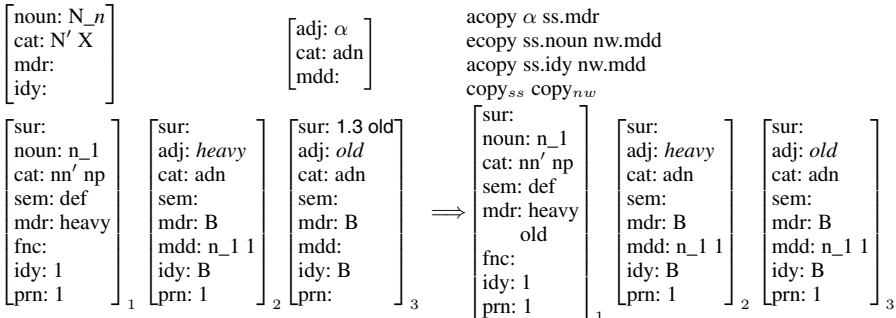 noun: N_n
cat: N′ X
mdr:
idy:
adj: α
cat: adn
mdd:
acopy α ss.mdr
ecopy ss.noun nw.mdd
acopy ss.idy nw.mdd
copy_ss copy_nw
sur:
noun: n_1
cat: nn′ np
sem: def
mdr: heavy
fnc:
idy: 1
prn: 1
1
sur:
adj: heavy
cat: adn
sem:
mdr: B
mdd: n_1 1
idy: B
prn: 1
2
sur: 1.3 old
adj: old
cat: adn
sem:
mdr: B
mdd:
idy: B
prn:
3
⟹
sur:
noun: n_1
cat: nn′ np
sem: def
mdr: heavy
old
fnc:
idy: 1
prn: 1
1
sur:
adj: heavy
cat: adn
sem:
mdr: B
mdd: n_1 1
idy: B
prn: 1
2
sur:
adj: old
cat: adn
sem:
mdr: B
mdd: n_1 1
idy: B
prn: 1
3